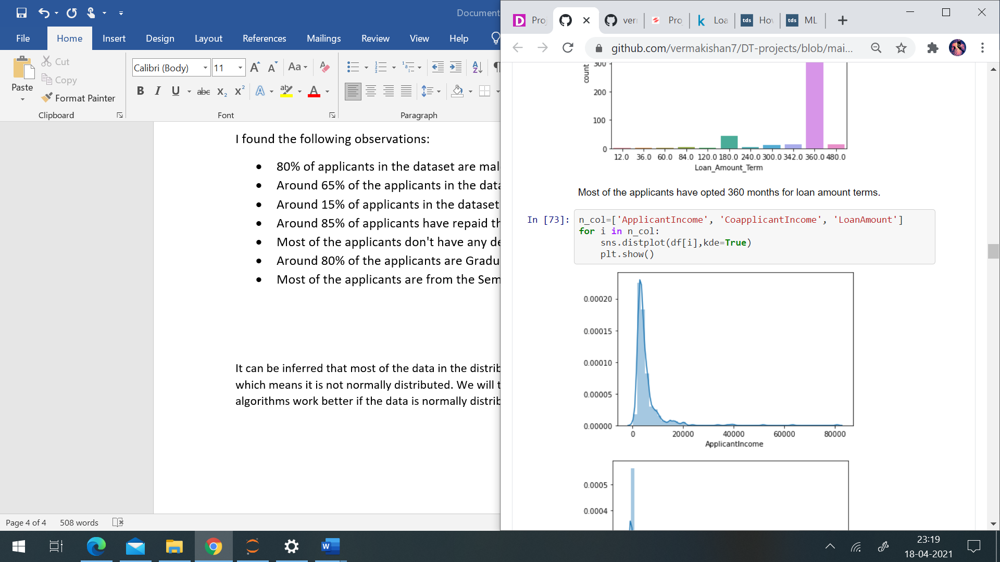 Document
File Home Insert Design Layout References Mailings Review View Help
Cut
Copy
Paste
Format Painter
Clipboard
Calibri (Body) 11
Font
Paragraph
I found the following observations:
80% of applicants in the dataset are mal
Around 65% of the applicants in the data
Around 15% of applicants in the dataset
Around 85% of applicants have repaid th
Most of the applicants don't have any de
Around 80% of the applicants are Gradu
Most of the applicants are from the Sem
It can be inferred that most of the data in the distrib
which means it is not normally distributed. We will t
algorithms work better if the data is normally distrib
Page 4 of 4 508 words
Pro ver Pro Loa tds Ho tds ML
github.com/vermakishan7/DT-projects/blob/mai...
count
300
200
100
0
12.0 36.0 60.0 84.0 120.0 180.0 240.0 300.0 342.0 360.0 480.0
Loan_Amount_Term
Most of the applicants have opted 360 months for loan amount terms.
In [73]: n_col=['ApplicantIncome', 'CoapplicantIncome', 'LoanAmount']
for i in n_col:
sns.distplot(df[i],kde=True)
plt.show()
0.00020
0.00015
0.00010
0.00005
0.00000
0 20000 40000 60000 80000
ApplicantIncome
0.0005
0.0004
23:19
18-04-2021